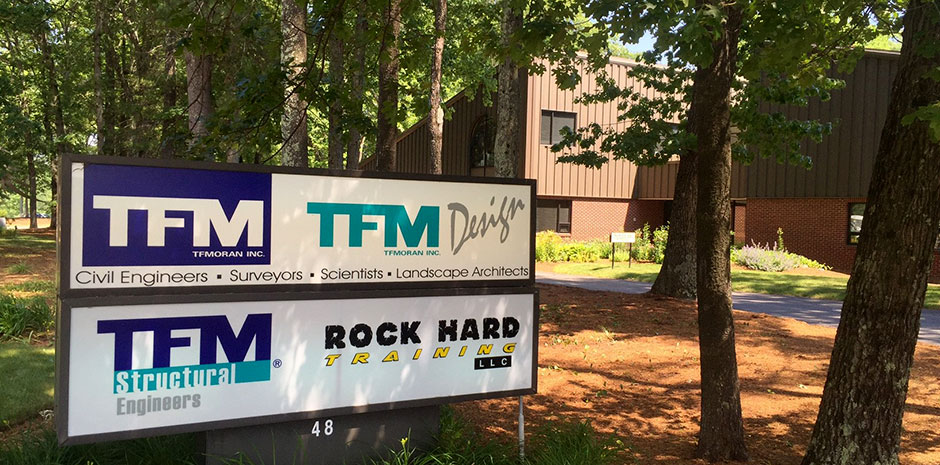 TFM
TFMORAN INC.
TFM Design
TFMORAN INC.
Civil Engineers ▪ Surveyors ▪ Scientists ▪ Landscape Architects
TFM
Structural ®
Engineers
ROCK HARD
TRAINING
LLC
48